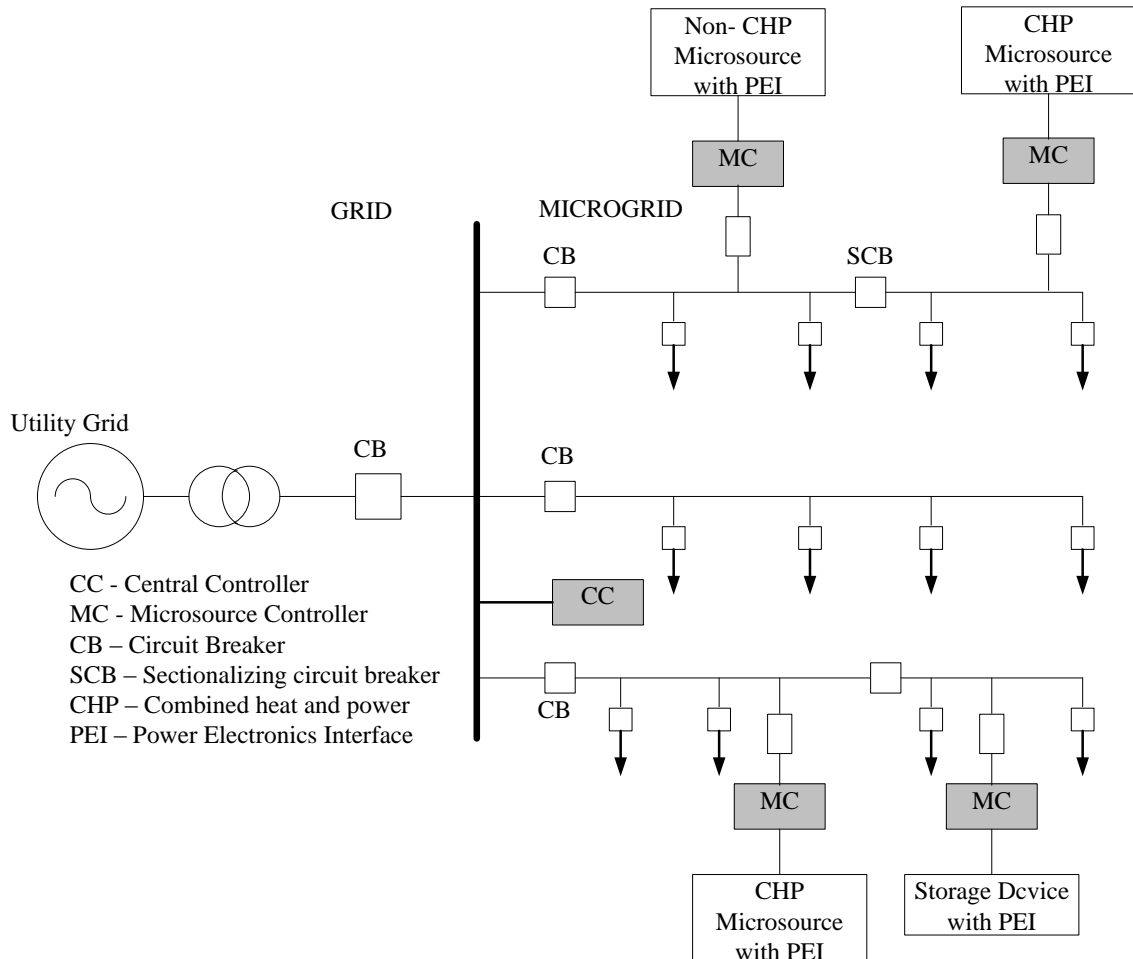 Non- CHP
Microsource
with PEI
CHP
Microsource
with PEI
MC
MC
GRID
MICROGRID
CB
SCB
Utility Grid
CB
CB
CC - Central Controller
MC - Microsource Controller
CB – Circuit Breaker
SCB – Sectionalizing circuit breaker
CHP – Combined heat and power
PEI – Power Electronics Interface
CC
CB
MC
MC
CHP
Microsource
with PEI
Storage Dcvice
with PEI